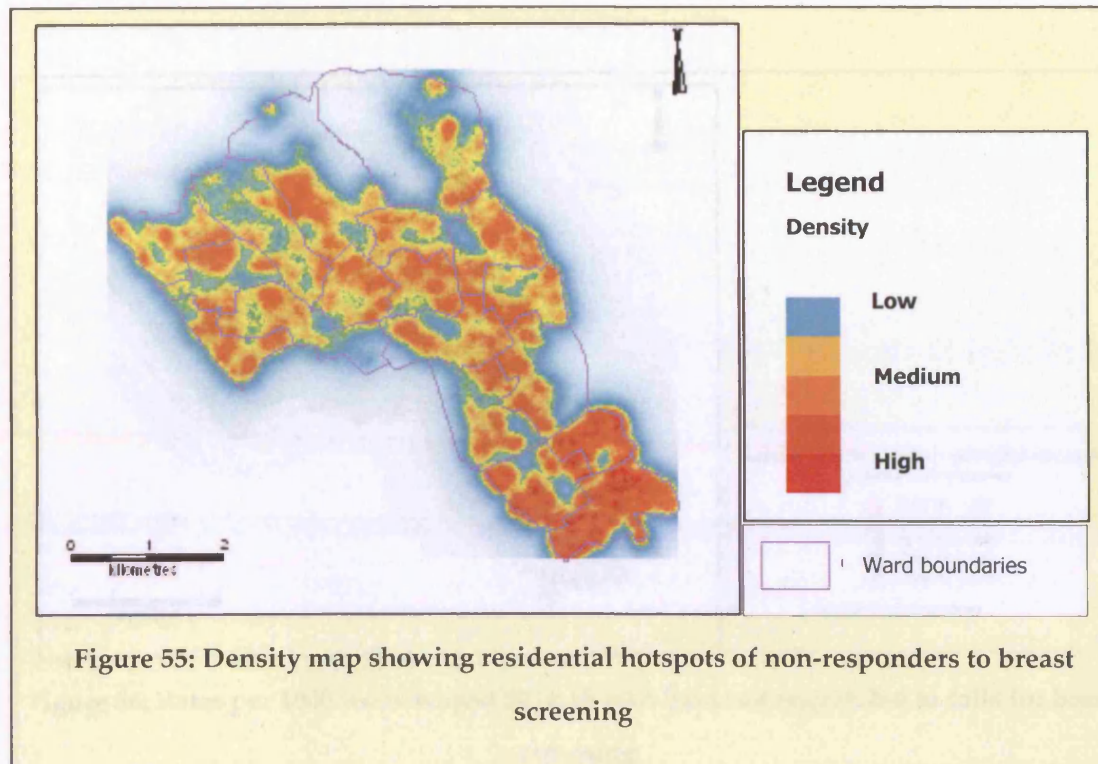 Legend
Density
Low
Medium
High
Ward boundaries
0 1 2
kilometres
Figure 55: Density map showing residential hotspots of non-responders to breast
screening